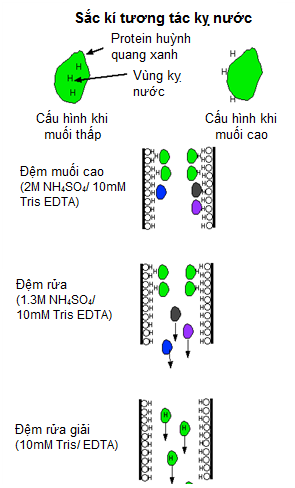 Sắc kí tương tác kỵ nước
Protein huỳnh
quang xanh
H
H
H
Vùng kỵ
nước
H
H
H
Cấu hình khi
muối thấp
Cấu hình khi
muối cao
Đệm muối cao
(2M NH₄SO₄/ 10mM
Tris EDTA)
Đệm rửa
(1.3M NH₄SO₄/
10mM Tris EDTA)
Đệm rửa giải
(10mM Tris/ EDTA)
H
H
H